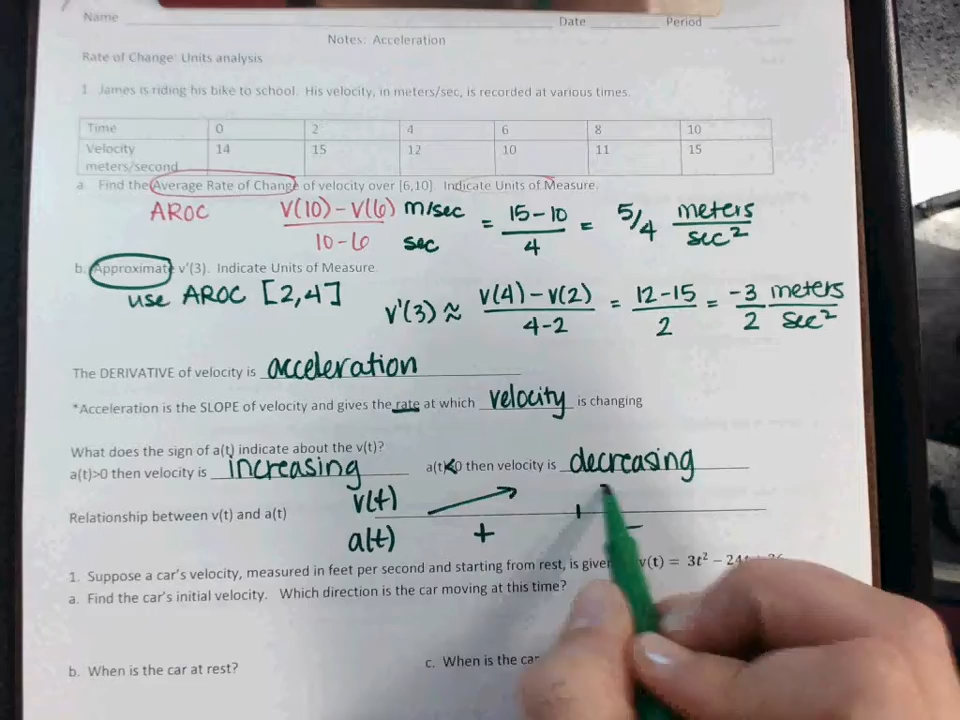 Name Date Period
Notes: Acceleration
Rate of Change: Units analysis
1. James is riding his bike to school. His velocity, in meters/sec, is recorded at various times.
Time 0 2 4 6 8 10
Velocity meters/second 14 15 12 10 11 15
a. Find the Average Rate of Change of velocity over [6,10]. Indicate Units of Measure.
AROC V(10) - V(6) / 10 - 6 m/sec / sec = 15 - 10 / 4 = 5/4 meters / sec²
b. Approximate v'(3). Indicate Units of Measure.
use AROC [2,4] v'(3) ≈ v(4) - v(2) / 4 - 2 = 12 - 15 / 2 = -3 / 2 meters / sec²
The DERIVATIVE of velocity is acceleration
*Acceleration is the SLOPE of velocity and gives the rate at which velocity is changing
What does the sign of a(t) indicate about the v(t)?
a(t)>0 then velocity is increasing a(t)<0 then velocity is decreasing
Relationship between v(t) and a(t) v(t)
a(t) + −
1. Suppose a car's velocity, measured in feet per second and starting from rest, is given v(t) = 3t² − 24t
a. Find the car's initial velocity. Which direction is the car moving at this time?
b. When is the car at rest? c. When is the car